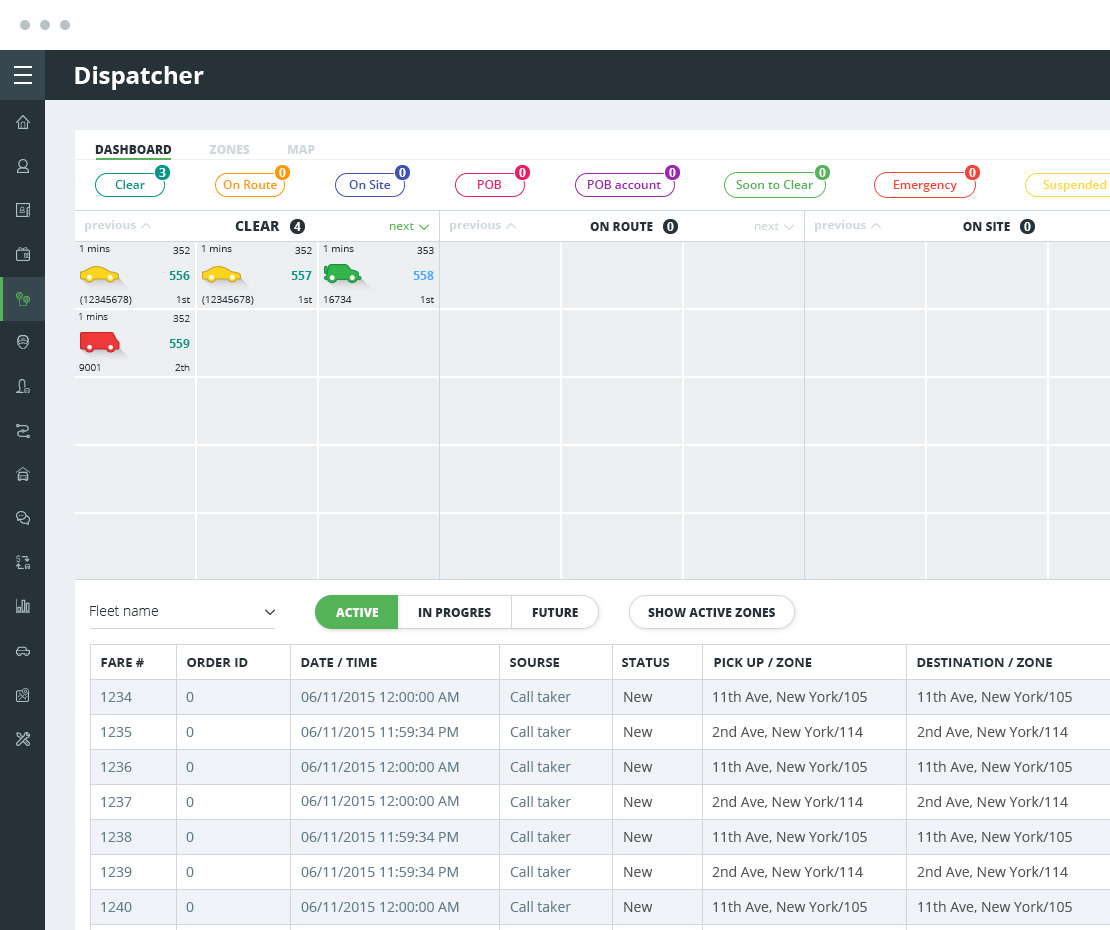 Dispatcher
DASHBOARD ZONES MAP
Clear 3 On Route 0 On Site 0 POB 0 POB account 0 Soon to Clear 0 Emergency 0 Suspended
previous CLEAR 4 next previous ON ROUTE 0 next previous ON SITE 0
1 mins 352 1 mins 352 1 mins 353
556 557 558
(12345678) 1st (12345678) 1st 16734 1st
1 mins 352
559
9001 2th
Fleet name ACTIVE IN PROGRES FUTURE SHOW ACTIVE ZONES
FARE # ORDER ID DATE / TIME SOURSE STATUS PICK UP / ZONE DESTINATION / ZONE
1234 0 06/11/2015 12:00:00 AM Call taker New 11th Ave, New York/105 11th Ave, New York/105
1235 0 06/11/2015 11:59:34 PM Call taker New 2nd Ave, New York/114 2nd Ave, New York/114
1236 0 06/11/2015 12:00:00 AM Call taker New 11th Ave, New York/105 11th Ave, New York/105
1237 0 06/11/2015 12:00:00 AM Call taker New 2nd Ave, New York/114 2nd Ave, New York/114
1238 0 06/11/2015 11:59:34 PM Call taker New 11th Ave, New York/105 11th Ave, New York/105
1239 0 06/11/2015 11:59:34 PM Call taker New 2nd Ave, New York/114 2nd Ave, New York/114
1240 0 06/11/2015 12:00:00 AM Call taker New 11th Ave, New York/105 11th Ave, New York/105